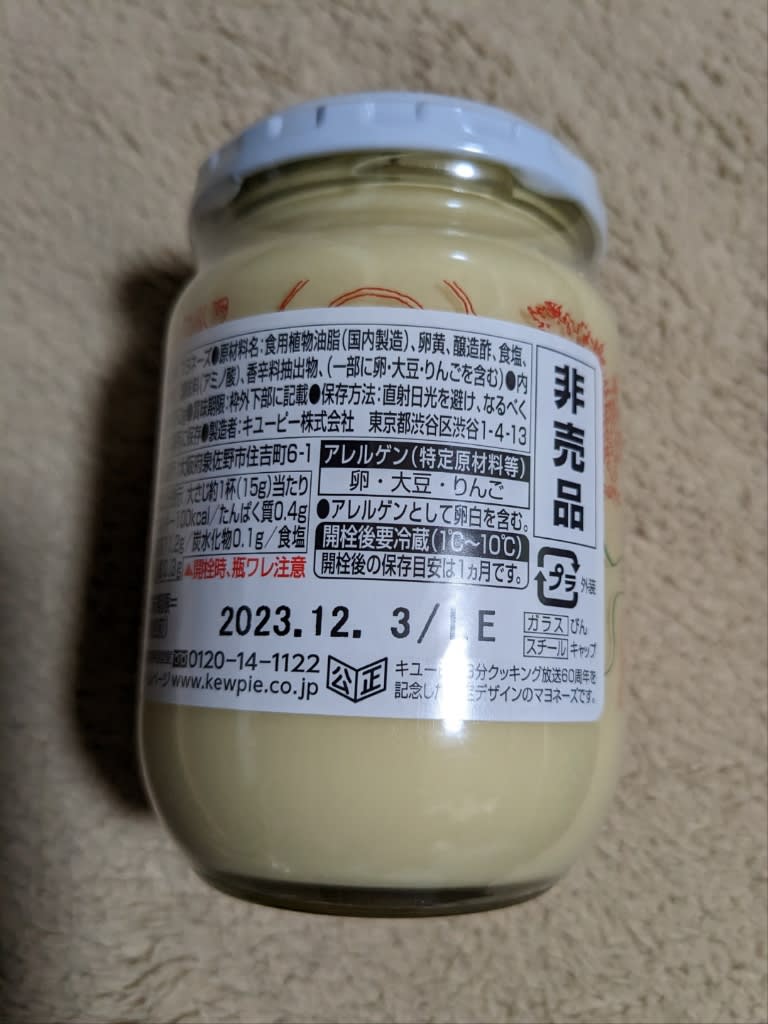 ネーズ●原材料名:食用植物油脂(国内製造)、卵黄、醸造酢、食塩、
(アミノ酸)、香辛料抽出物、(一部に卵・大豆・りんごを含む)●内
賞味期限:枠外下部に記載●保存方法:直射日光を避け、なるべく
保存●製造者:キユーピー株式会社 東京都渋谷区渋谷1-4-13
大阪府泉佐野市住吉町6-1
大さじ約1杯(15g)当たり
100kcal/たんぱく質0.4g
.2g/炭水化物0.1g/食塩
g
▲開栓時、瓶ワレ注意
アレルゲン(特定原材料等)
卵・大豆・りんご
●アレルゲンとして卵白を含む。
開栓後要冷蔵(1℃~10℃)
開栓後の保存目安は1ヵ月です。
非売品
プラ 外装
ガラス びん
スチール キャップ
2023.12. 3/ E
0120-14-1122
www.kewpie.co.jp
公正
キユー 3分クッキング放送60周年を
記念した デザインのマヨネーズです。